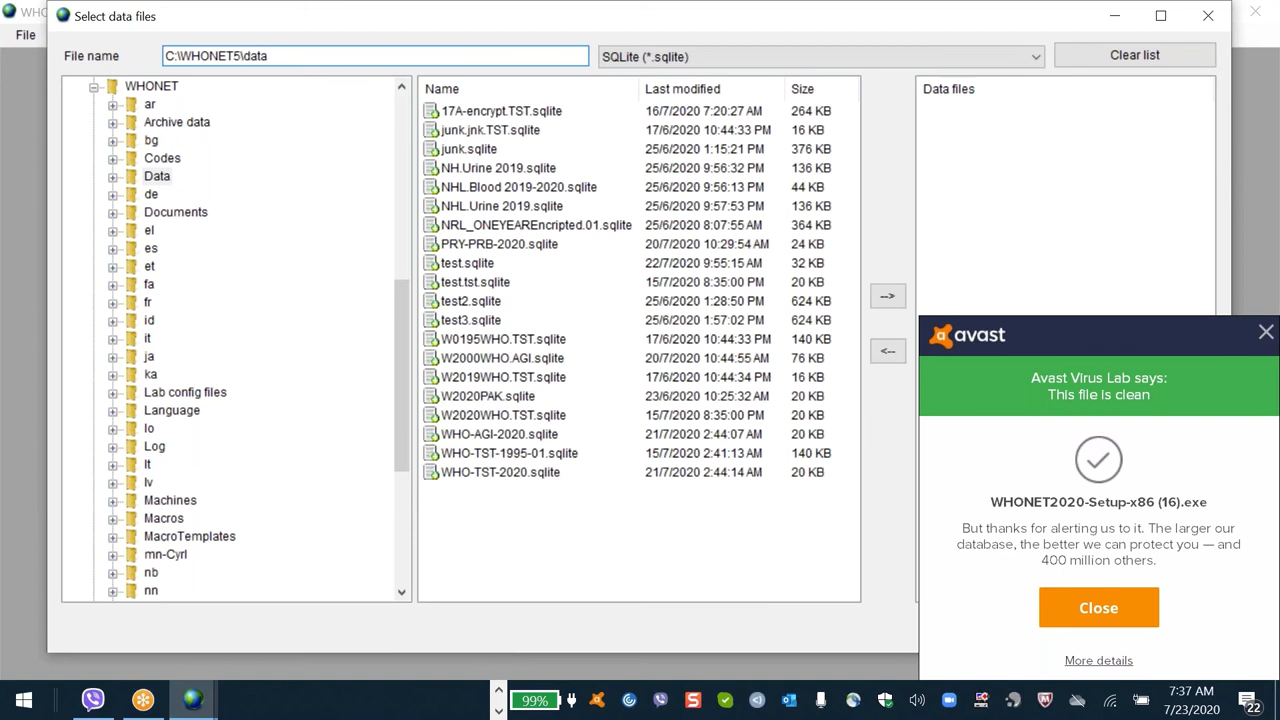 WHO
Select data files
File
File name
C:\WHONET5\data
SQLite (*.sqlite)
Clear list
WHONET
ar
Archive data
bg
Codes
Data
de
Documents
el
es
et
fa
fr
id
it
ja
ka
Lab config files
Language
lo
Log
lt
lv
Machines
Macros
MacroTemplates
mn-Cyrl
nb
nn
Name Last modified Size
17A-encrypt.TST.sqlite 16/7/2020 7:20:27 AM 264 KB
junk.jnk.TST.sqlite 17/6/2020 10:44:33 PM 16 KB
junk.sqlite 25/6/2020 1:15:21 PM 376 KB
NH.Urine 2019.sqlite 25/6/2020 9:56:32 PM 136 KB
NHL.Blood 2019-2020.sqlite 25/6/2020 9:56:13 PM 44 KB
NHL.Urine 2019.sqlite 25/6/2020 9:57:53 PM 136 KB
NRL_ONEYEAREncripted.01.sqlite 25/6/2020 8:07:55 AM 364 KB
PRY-PRB-2020.sqlite 20/7/2020 10:29:54 AM 24 KB
test.sqlite 22/7/2020 9:55:15 AM 32 KB
test.tst.sqlite 15/7/2020 8:35:00 PM 20 KB
test2.sqlite 25/6/2020 1:28:50 PM 624 KB
test3.sqlite 25/6/2020 1:57:02 PM 624 KB
W0195WHO.TST.sqlite 17/6/2020 10:44:33 PM 140 KB
W2000WHO.AGI.sqlite 20/7/2020 10:44:55 AM 76 KB
W2019WHO.TST.sqlite 17/6/2020 10:44:34 PM 16 KB
W2020PAK.sqlite 23/6/2020 10:25:32 AM 20 KB
W2020WHO.TST.sqlite 15/7/2020 8:35:00 PM 20 KB
WHO-AGI-2020.sqlite 21/7/2020 2:44:07 AM 20 KB
WHO-TST-1995-01.sqlite 15/7/2020 2:41:13 AM 140 KB
WHO-TST-2020.sqlite 21/7/2020 2:44:14 AM 20 KB
-->
<--
Data files
avast
Avast Virus Lab says:
This file is clean
WHONET2020-Setup-x86 (16).exe
But thanks for alerting us to it. The larger our
database, the better we can protect you — and
400 million others.
Close
More details
99%
7:37 AM
7/23/2020
22